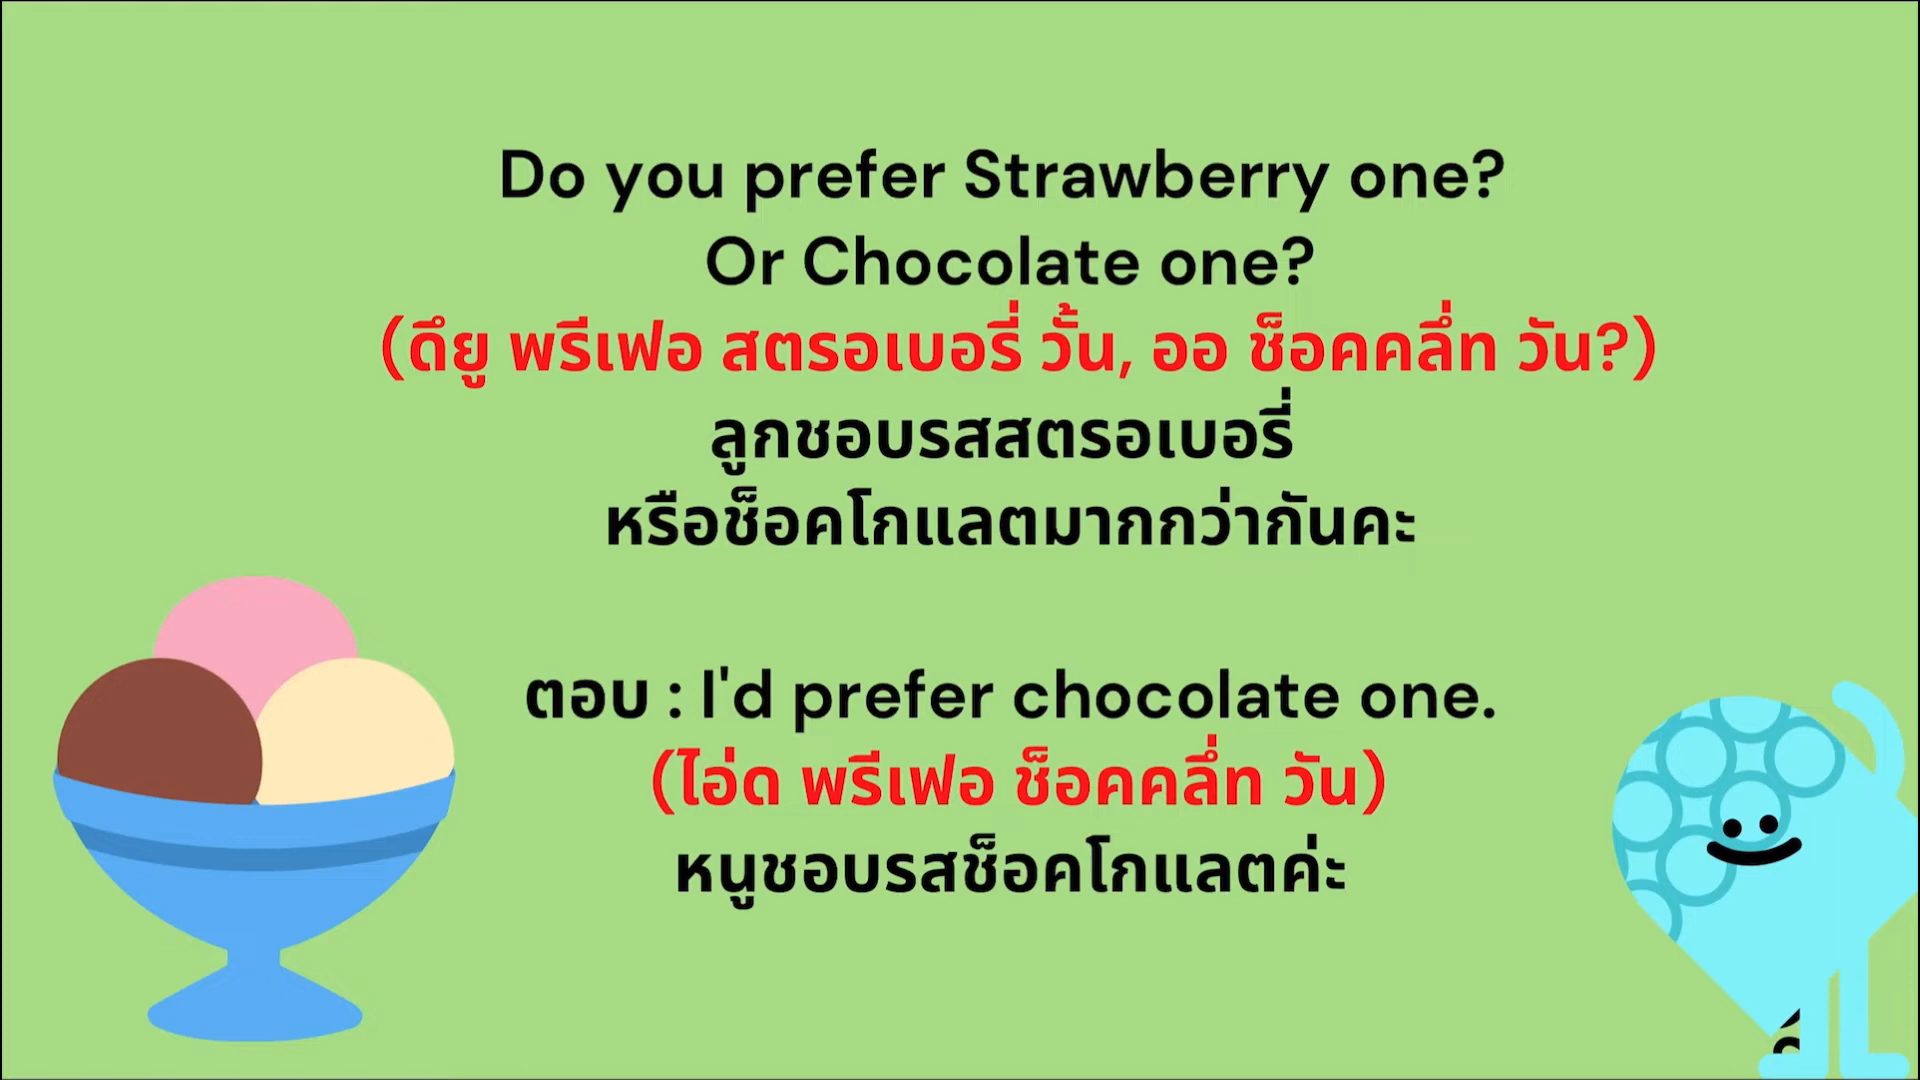 Do you prefer Strawberry one?
Or Chocolate one?
(ดึยู พรีเฟอ สตรอเบอรี่ วั้น, ออ ช็อคคลึ่ท วัน?)
ลูกชอบรสสตรอเบอรี่
หรือช็อคโกแลตมากกว่ากันคะ
ตอบ : I'd prefer chocolate one.
(ไอ่ด พรีเฟอ ช็อคคลึ่ท วัน)
หนูชอบรสช็อคโกแลตค่ะ